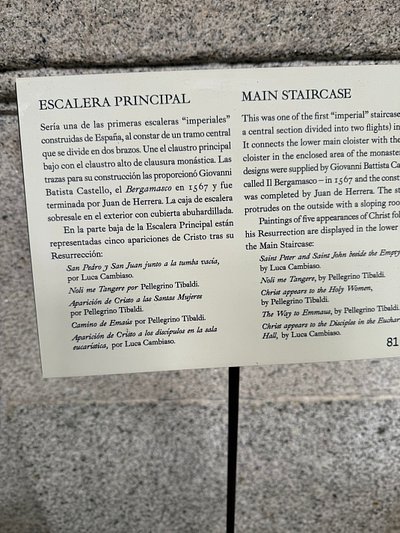 ESCALERA PRINCIPAL
Sería una de las primeras escaleras “imperiales”
construidas de España, al constar de un tramo central
que se divide en dos brazos. Une el claustro principal
bajo con el claustro alto de clausura monástica. Las
trazas para su construcción las proporcionó Giovanni
Batista Castello, el Bergamasco en 1567 y fue
terminada por Juan de Herrera. La caja de escalera
sobresale en el exterior con cubierta abuhardillada.
En la parte baja de la Escalera Principal están
representadas cinco apariciones de Cristo tras su
Resurrección:
San Pedro y San Juan junto a la tumba vacía,
por Luca Cambiaso.
Noli me Tangere por Pellegrino Tibaldi.
Aparición de Cristo a las Santas Mujeres
por Pellegrino Tibaldi.
Camino de Emaús por Pellegrino Tibaldi.
Aparición de Cristo a los discípulos en la sala
eucarística, por Luca Cambiaso.
MAIN STAIRCASE
This was one of the first “imperial” staircase
a central section divided into two flights) in
It connects the lower main cloister with the
cloister in the enclosed area of the monaster
designs were supplied by Giovanni Battista Ca
called Il Bergamasco – in 1567 and the const
was completed by Juan de Herrera. The st
protrudes on the outside with a sloping roo
Paintings of five appearances of Christ fol
his Resurrection are displayed in the lower
the Main Staircase:
Saint Peter and Saint John beside the Empty
by Luca Cambiaso.
Noli me Tangere, by Pellegrino Tibaldi.
Christ appears to the Holy Women,
by Pellegrino Tibaldi.
The Way to Emmaus, by Pellegrino Tibaldi.
Christ appears to the Disciples in the Euchar
Hall, by Luca Cambiaso.
81